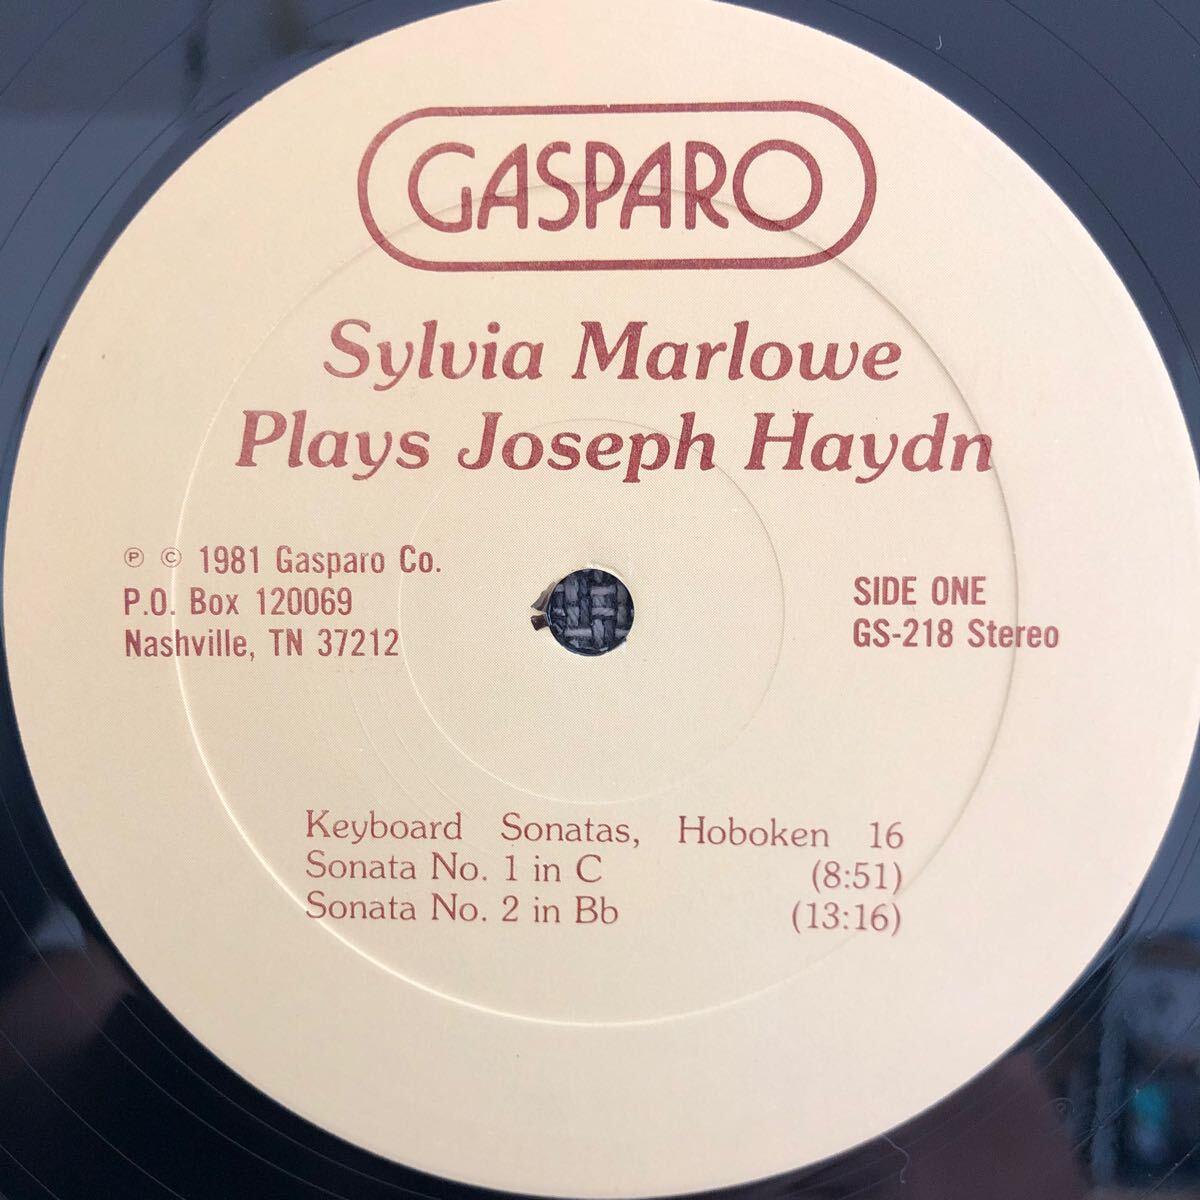 GASPARO
Sylvia Marlowe
Plays Joseph Haydn
℗ © 1981 Gasparo Co.
P.O. Box 120069
Nashville, TN 37212
SIDE ONE
GS-218 Stereo
Keyboard Sonatas, Hoboken 16
Sonata No. 1 in C (8:51)
Sonata No. 2 in Bb (13:16)